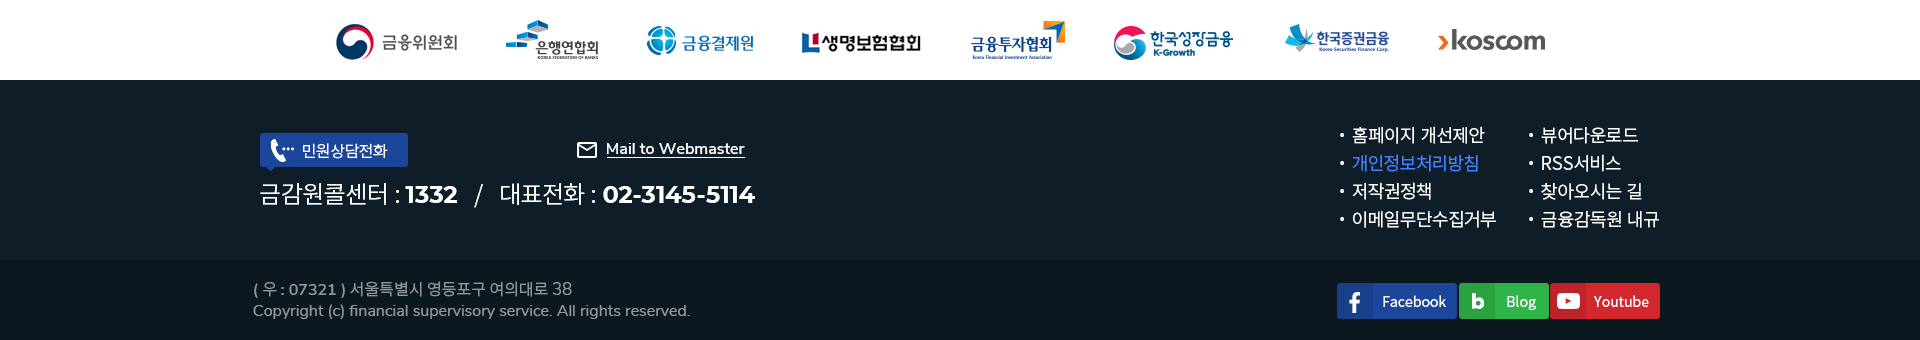 금융위원회
은행연합회
KOREA FEDERATION OF BANKS
금융결제원
생명보험협회
금융투자협회
Korea Financial Investment Association
한국성장금융
K-Growth
한국증권금융
Korea Securities Finance Corp.
koscom
민원상담전화
Mail to Webmaster
금감원콜센터 : 1332 / 대표전화 : 02-3145-5114
· 홈페이지 개선제안
· 개인정보처리방침
· 저작권정책
· 이메일무단수집거부
· 뷰어다운로드
· RSS서비스
· 찾아오시는 길
· 금융감독원 내규
( 우 : 07321 ) 서울특별시 영등포구 여의대로 38
Copyright (c) financial supervisory service. All rights reserved.
Facebook
b Blog
Youtube